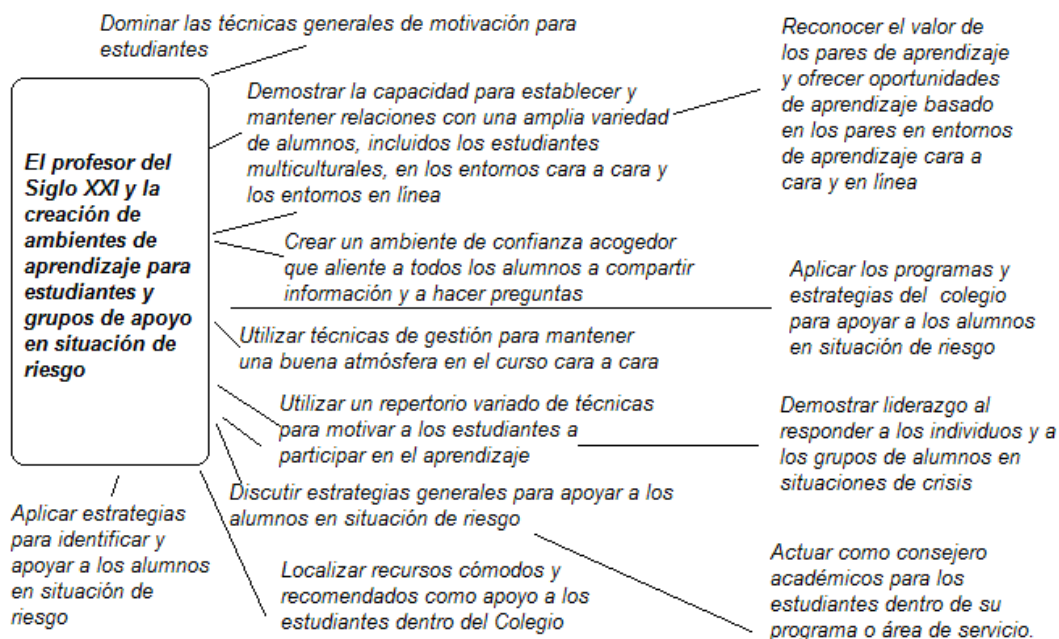 Dominar las técnicas generales de motivación para
estudiantes
El profesor del
Siglo XXI y la
creación de
ambientes de
aprendizaje para
estudiantes y
grupos de apoyo
en situación de
riesgo
Demostrar la capacidad para establecer y
mantener relaciones con una amplia variedad
de alumnos, incluidos los estudiantes
multiculturales, en los entornos cara a cara y
los entornos en línea
Reconocer el valor de
los pares de aprendizaje
y ofrecer oportunidades
de aprendizaje basado
en los pares en entornos
de aprendizaje cara a
cara y en línea
Crear un ambiente de confianza acogedor
que aliente a todos los alumnos a compartir
información y a hacer preguntas
Aplicar los programas y
estrategias del colegio
para apoyar a los alumnos
en situación de riesgo
Utilizar técnicas de gestión para mantener
una buena atmósfera en el curso cara a cara
Utilizar un repertorio variado de técnicas
para motivar a los estudiantes a
participar en el aprendizaje
Demostrar liderazgo al
responder a los individuos y a
los grupos de alumnos en
situaciones de crisis
Discutir estrategias generales para apoyar a los
alumnos en situación de riesgo
Aplicar estrategias
para identificar y
apoyar a los alumnos
en situación de
riesgo
Localizar recursos cómodos y
recomendados como apoyo a los
estudiantes dentro del Colegio
Actuar como consejero
académicos para los
estudiantes dentro de su
programa o área de servicio.